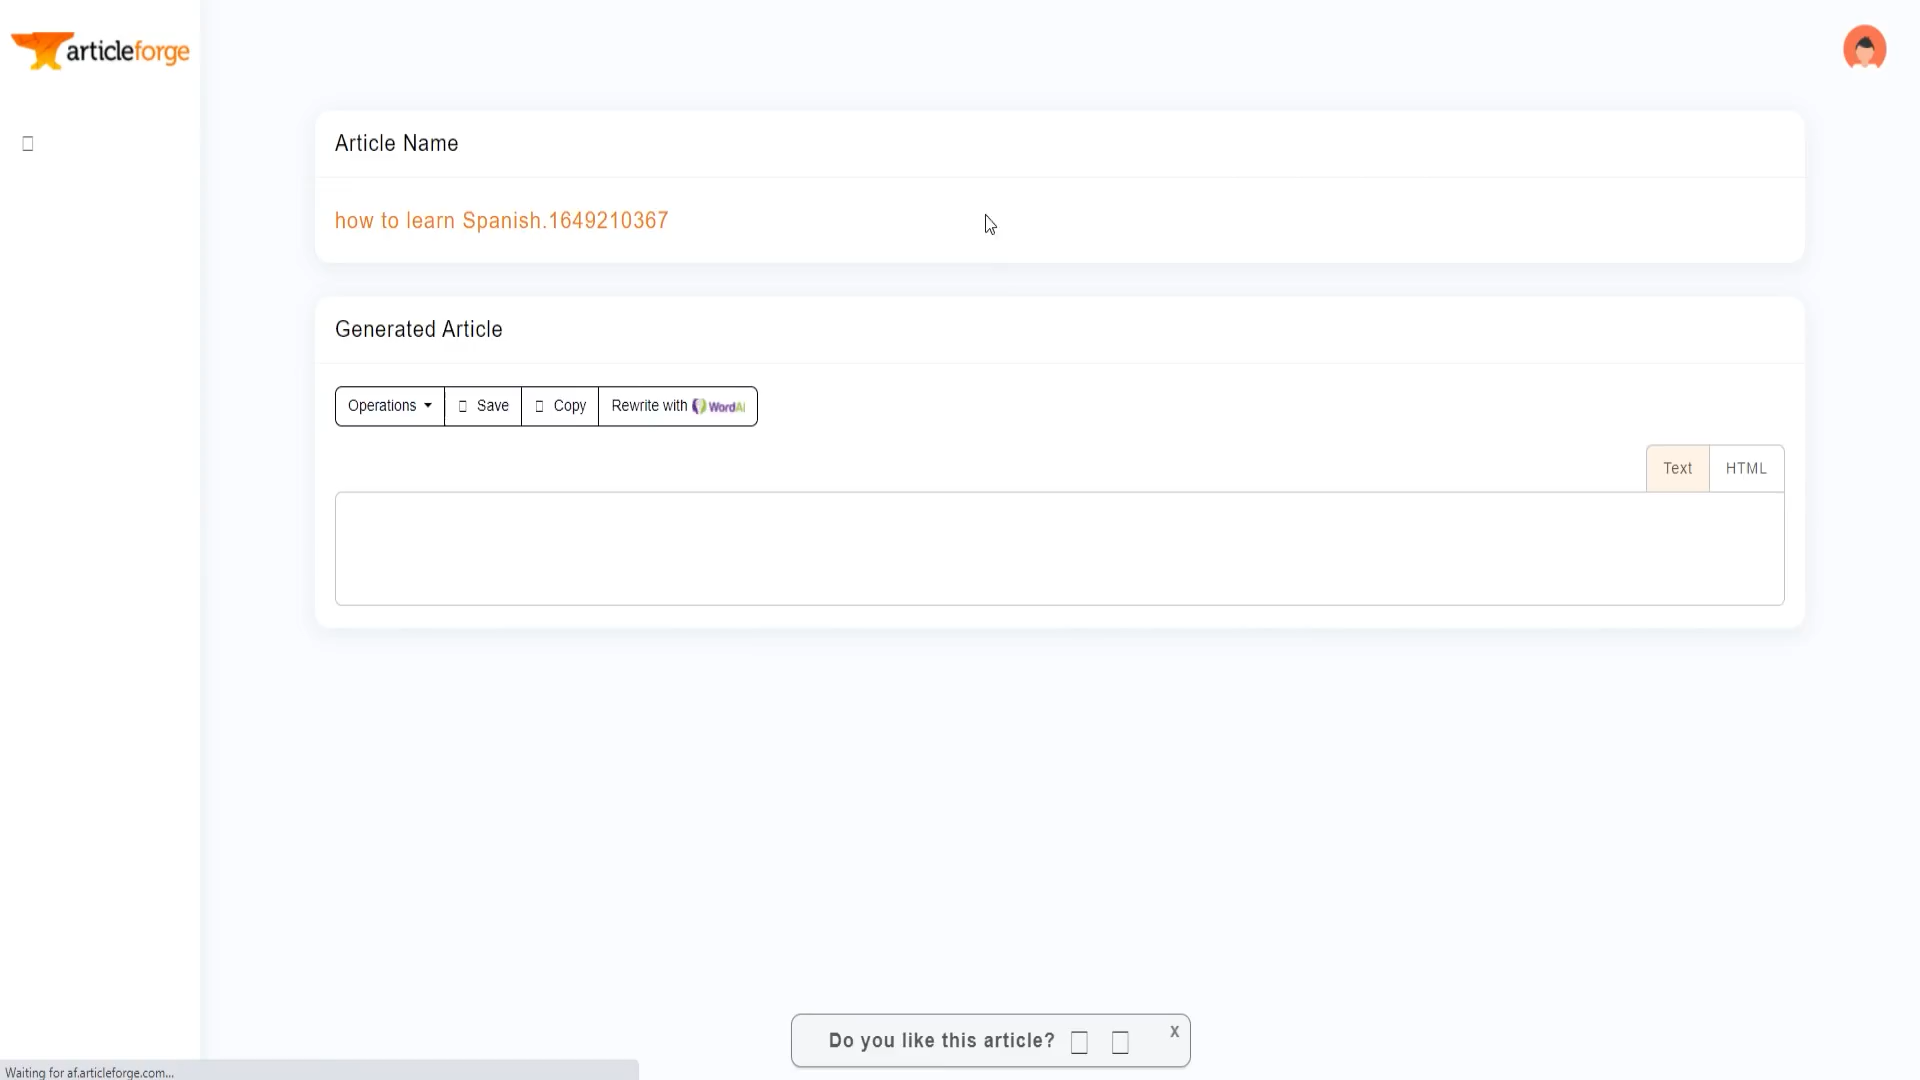 articleforge
Article Name
how to learn Spanish.1649210367
Generated Article
Operations Save Copy Rewrite with WordAi
Text HTML
Do you like this article? x
Waiting for af.articleforge.com...